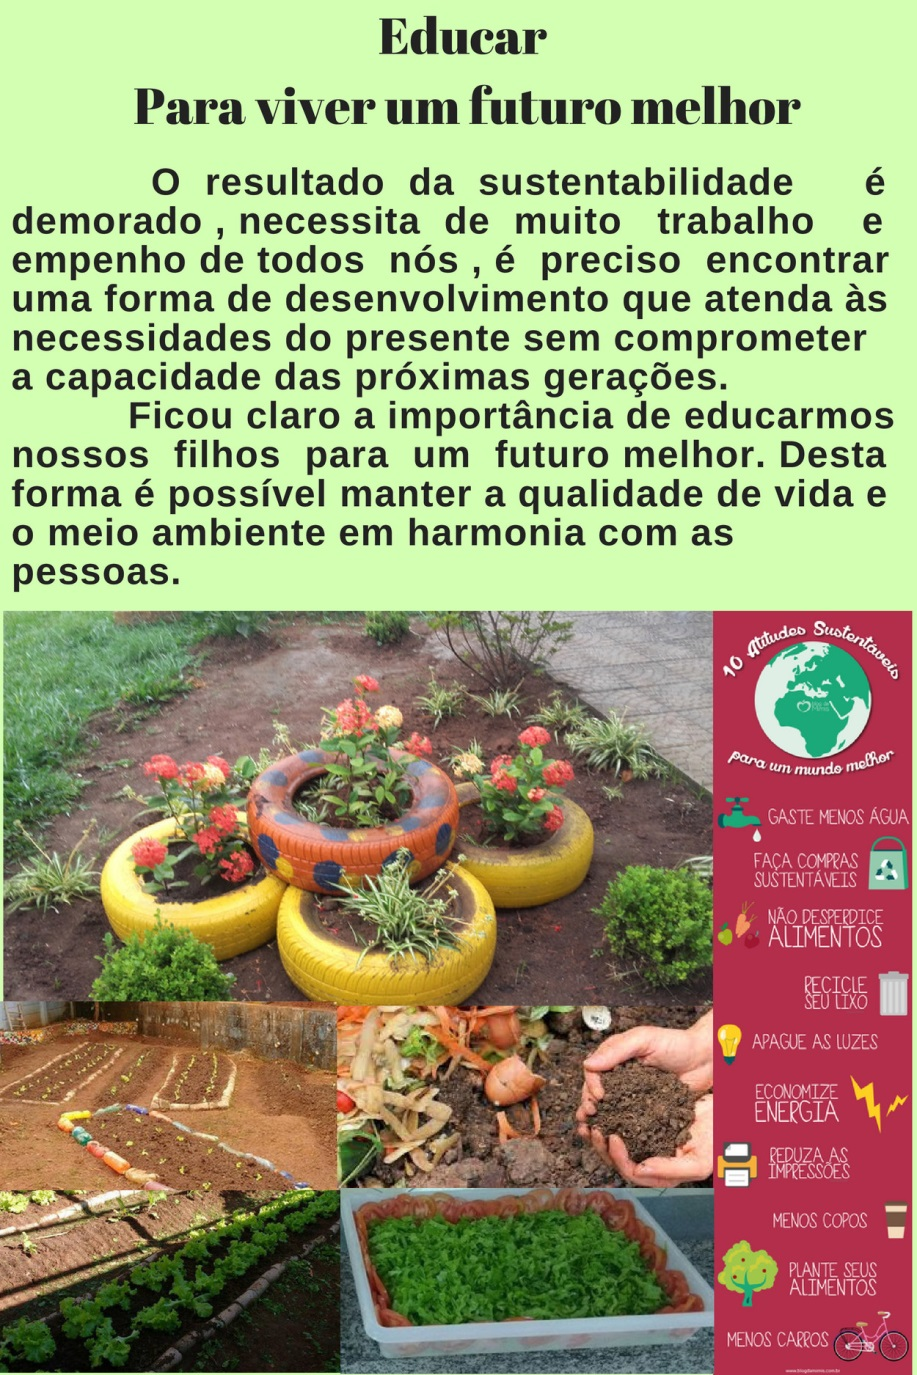 Educar
Para viver um futuro melhor
O resultado da sustentabilidade é
demorado , necessita de muito trabalho e
empenho de todos nós , é preciso encontrar
uma forma de desenvolvimento que atenda às
necessidades do presente sem comprometer
a capacidade das próximas gerações.
Ficou claro a importância de educarmos
nossos filhos para um futuro melhor. Desta
forma é possível manter a qualidade de vida e
o meio ambiente em harmonia com as
pessoas.
10 Atitudes Sustentáveis
para um mundo melhor
GASTE MENOS ÁGUA
FAÇA COMPRAS
SUSTENTÁVEIS
NÃO DESPERDICE
ALIMENTOS
RECICLE
SEU LIXO
APAGUE AS LUZES
ECONOMIZE
ENERGIA
REDUZA AS
IMPRESSÕES
MENOS COPOS
PLANTE SEUS
ALIMENTOS
MENOS CARROS